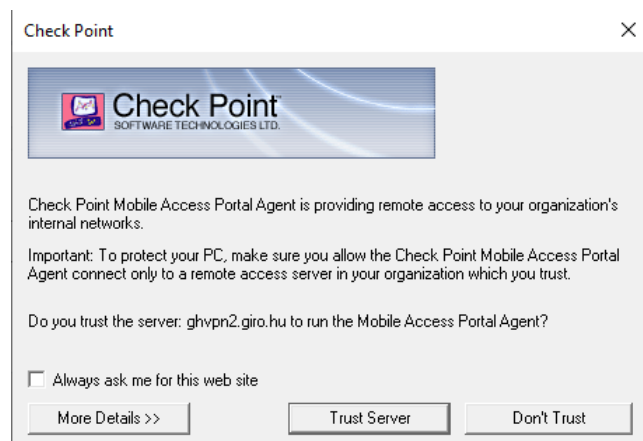 Check Point
Check Point
SOFTWARE TECHNOLOGIES LTD.
Check Point Mobile Access Portal Agent is providing remote access to your organization's
internal networks.
Important: To protect your PC, make sure you allow the Check Point Mobile Access Portal
Agent connect only to a remote access server in your organization which you trust.
Do you trust the server: ghvpn2.giro.hu to run the Mobile Access Portal Agent?
Always ask me for this web site
More Details >>
Trust Server
Don't Trust